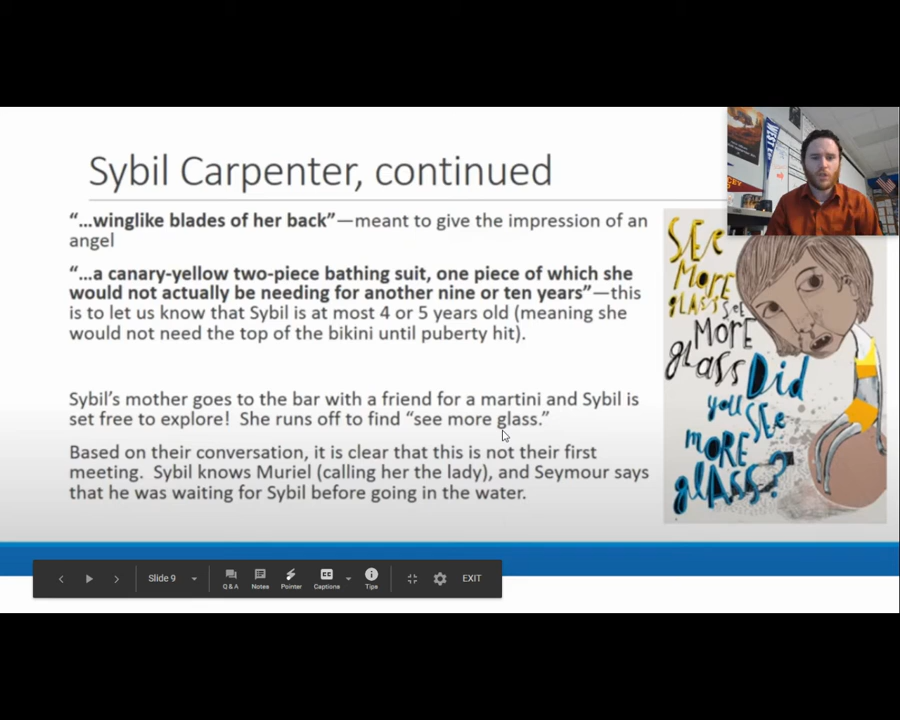 Sybil Carpenter, continued
“…winglike blades of her back”—meant to give the impression of an
angel
“…a canary-yellow two-piece bathing suit, one piece of which she
would not actually be needing for another nine or ten years”—this
is to let us know that Sybil is at most 4 or 5 years old (meaning she
would not need the top of the bikini until puberty hit).
Sybil’s mother goes to the bar with a friend for a martini and Sybil is
set free to explore! She runs off to find “see more glass.”
Based on their conversation, it is clear that this is not their first
meeting. Sybil knows Muriel (calling her the lady), and Seymour says
that he was waiting for Sybil before going in the water.
SEe
MoRe
glass
see
MORE
glass
Did
you
See
moRE
glASS?
Slide 9
Q&A
Notes
Pointer
CC
Captions
Tips
EXIT